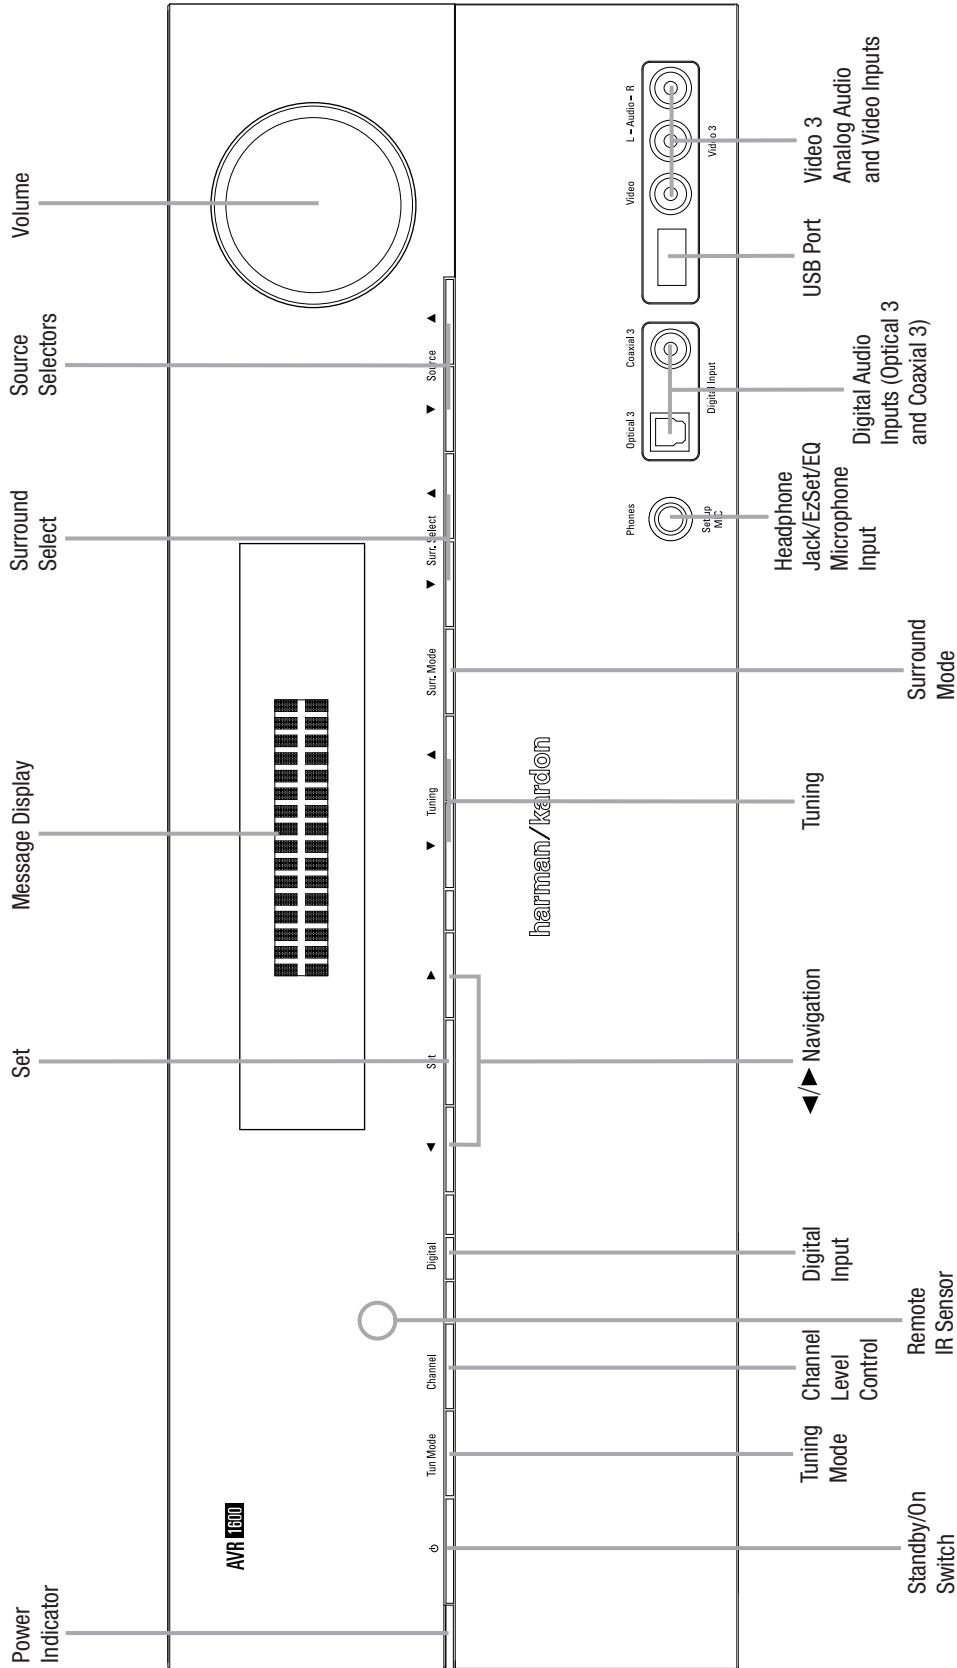 Power
Indicator
Set
Message Display
Surround
Select
Source
Selectors
Volume
AVR 1600
Tun Mode
Channel
Digital
◀
Set
▶
▼
Tuning
▲
Surr. Mode
▼
Surr. Select
▲
▼
Source
▲
harman/kardon
Phones
Setup
MIC
Optical 3
Coaxial 3
Digital Input
Video
L – Audio – R
Video 3
Standby/On
Switch
Tuning
Mode
Channel
Level
Control
Remote
IR Sensor
Digital
Input
◀/▶ Navigation
Tuning
Surround
Mode
Headphone
Jack/EzSet/EQ
Microphone
Input
Digital Audio
Inputs (Optical 3
and Coaxial 3)
USB Port
Video 3
Analog Audio
and Video Inputs